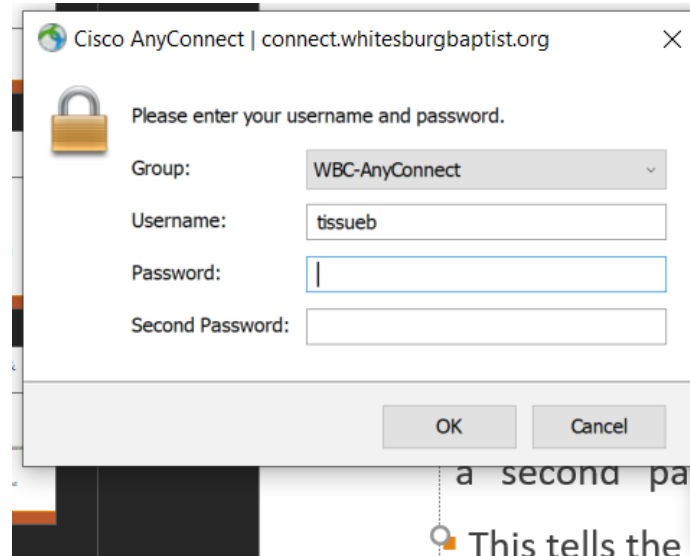 Cisco AnyConnect | connect.whitesburgbaptist.org
Please enter your username and password.
Group: WBC-AnyConnect
Username: tissueb
Password:
Second Password:
OK Cancel
a second pa
This tells the